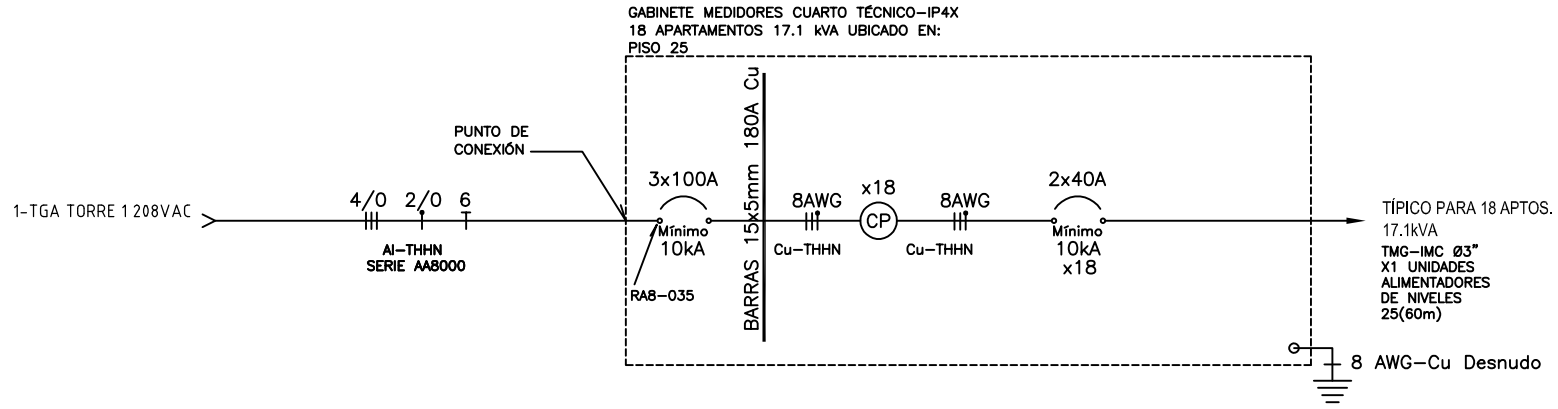 GABINETE MEDIDORES CUARTO TÉCNICO-IP4X
18 APARTAMENTOS 17.1 kVA UBICADO EN:
PISO 25
PUNTO DE
CONEXIÓN
1-TGA TORRE 1 208VAC
4/0 2/0 6
Al-THHN
SERIE AA8000
3x100A
Mínimo
10kA
RA8-035
BARRAS 15x5mm 180A Cu
8AWG
Cu-THHN
x18
CP
8AWG
Cu-THHN
2x40A
Mínimo
10kA
x18
TÍPICO PARA 18 APTOS.
17.1kVA
TMG-IMC Ø3"
X1 UNIDADES
ALIMENTADORES
DE NIVELES
25(60m)
8 AWG-Cu Desnudo